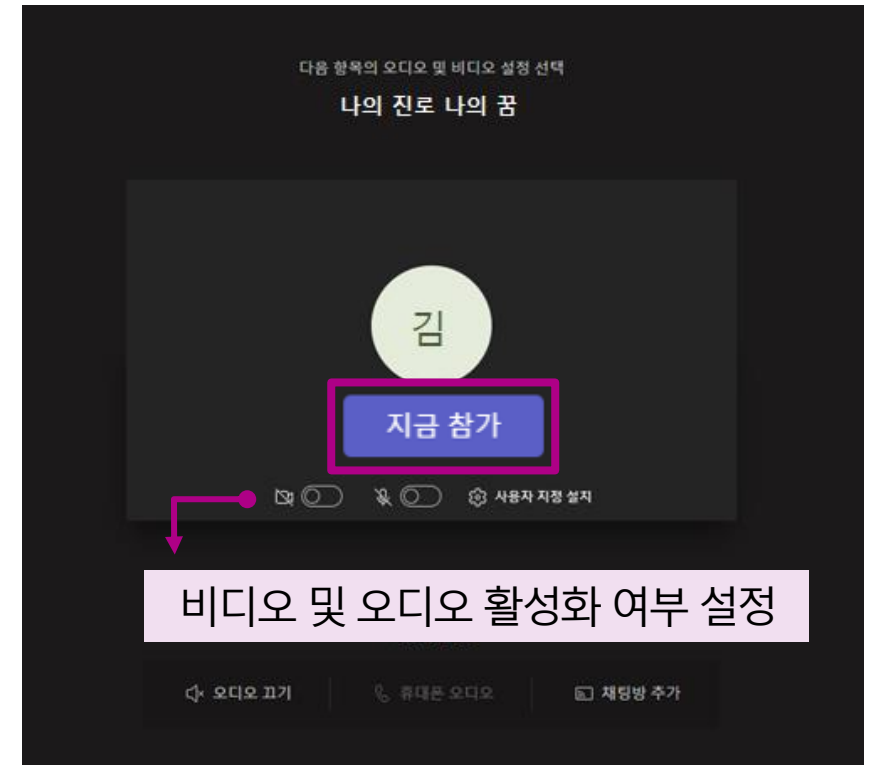 다음 항목의 오디오 및 비디오 설정 선택
나의 진로 나의 꿈
김
지금 참가
사용자 지정 설치
비디오 및 오디오 활성화 여부 설정
오디오 끄기
휴대폰 오디오
채팅방 추가